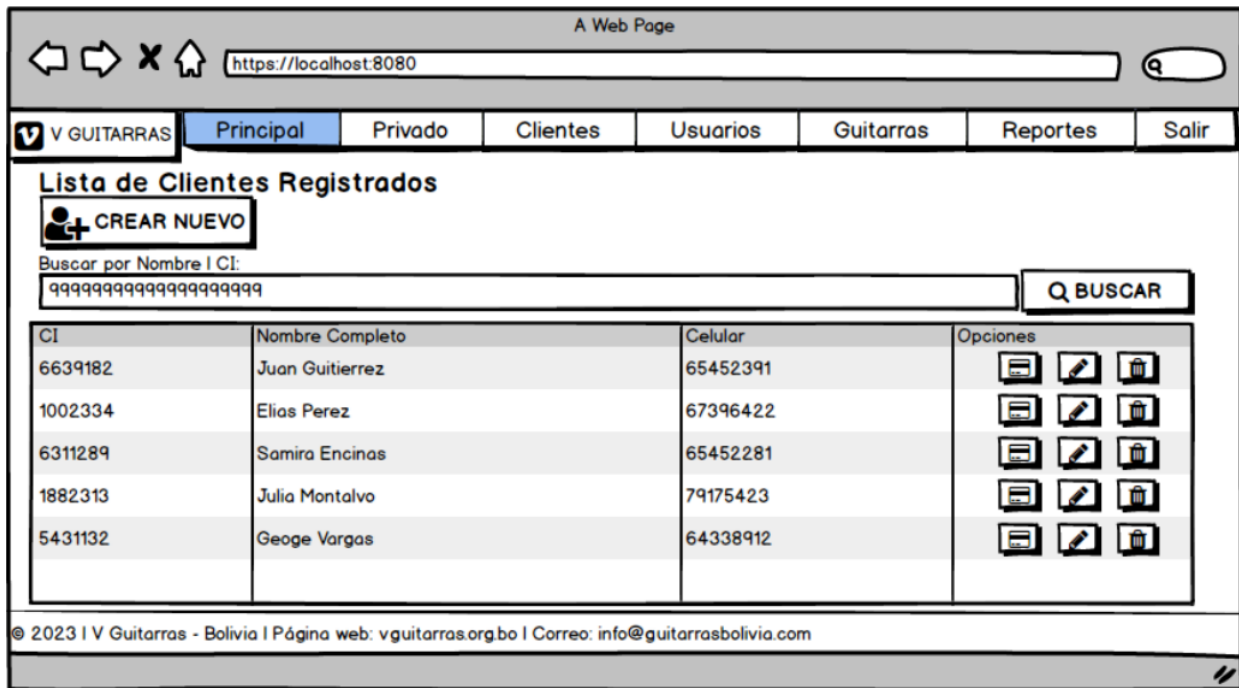 A Web Page
https://localhost:8080
V GUITARRAS Principal Privado Clientes Usuarios Guitarras Reportes Salir
Lista de Clientes Registrados
CREAR NUEVO
Buscar por Nombre | CI:
99999999999999999999 BUSCAR
CI Nombre Completo Celular Opciones
6639182 Juan Guitierrez 65452391
1002334 Elias Perez 67396422
6311289 Samira Encinas 65452281
1882313 Julia Montalvo 79175423
5431132 Geoge Vargas 64338912
© 2023 | V Guitarras - Bolivia | Página web: vguitarras.org.bo | Correo: info@guitarrasbolivia.com